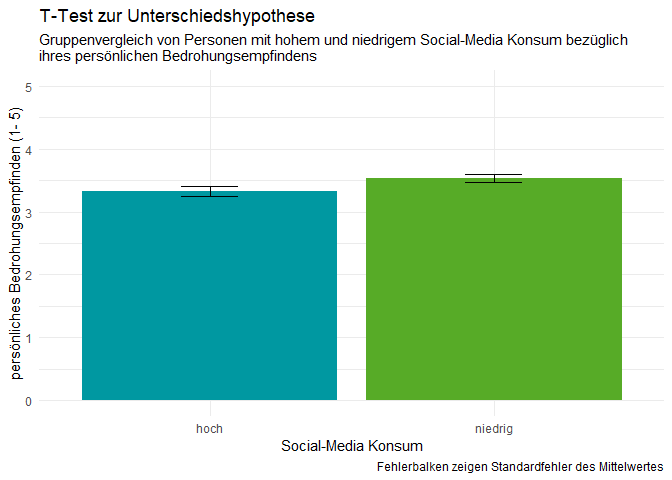 T-Test zur Unterschiedshypothese
Gruppenvergleich von Personen mit hohem und niedrigem Social-Media Konsum bezüglich
ihres persönlichen Bedrohungsempfindens
persönliches Bedrohungsempfinden (1- 5)
5
4
3
2
1
0
hoch
niedrig
Social-Media Konsum
Fehlerbalken zeigen Standardfehler des Mittelwertes